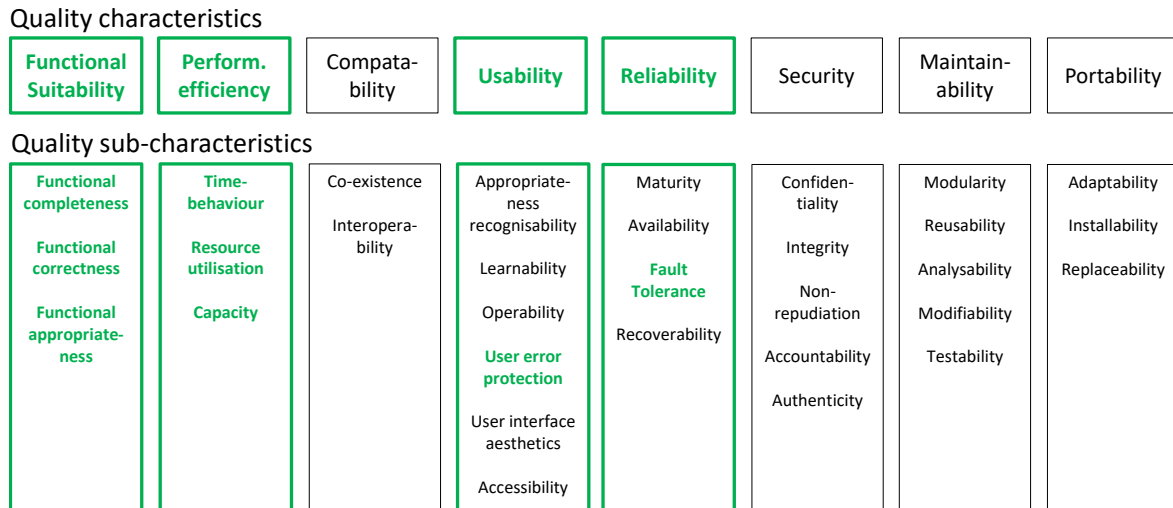 Quality characteristics
Functional
Suitability
Perform.
efficiency
Compata-
bility
Usability
Reliability
Security
Maintain-
ability
Portability
Quality sub-characteristics
Functional
completeness
Functional
correctness
Functional
appropriate-
ness
Time-
behaviour
Resource
utilisation
Capacity
Co-existence
Interopera-
bility
Appropriate-
ness
recognisability
Learnability
Operability
User error
protection
User interface
aesthetics
Accessibility
Maturity
Availability
Fault
Tolerance
Recoverability
Confiden-
tiality
Integrity
Non-
repudiation
Accountability
Authenticity
Modularity
Reusability
Analysability
Modifiability
Testability
Adaptability
Installability
Replaceability